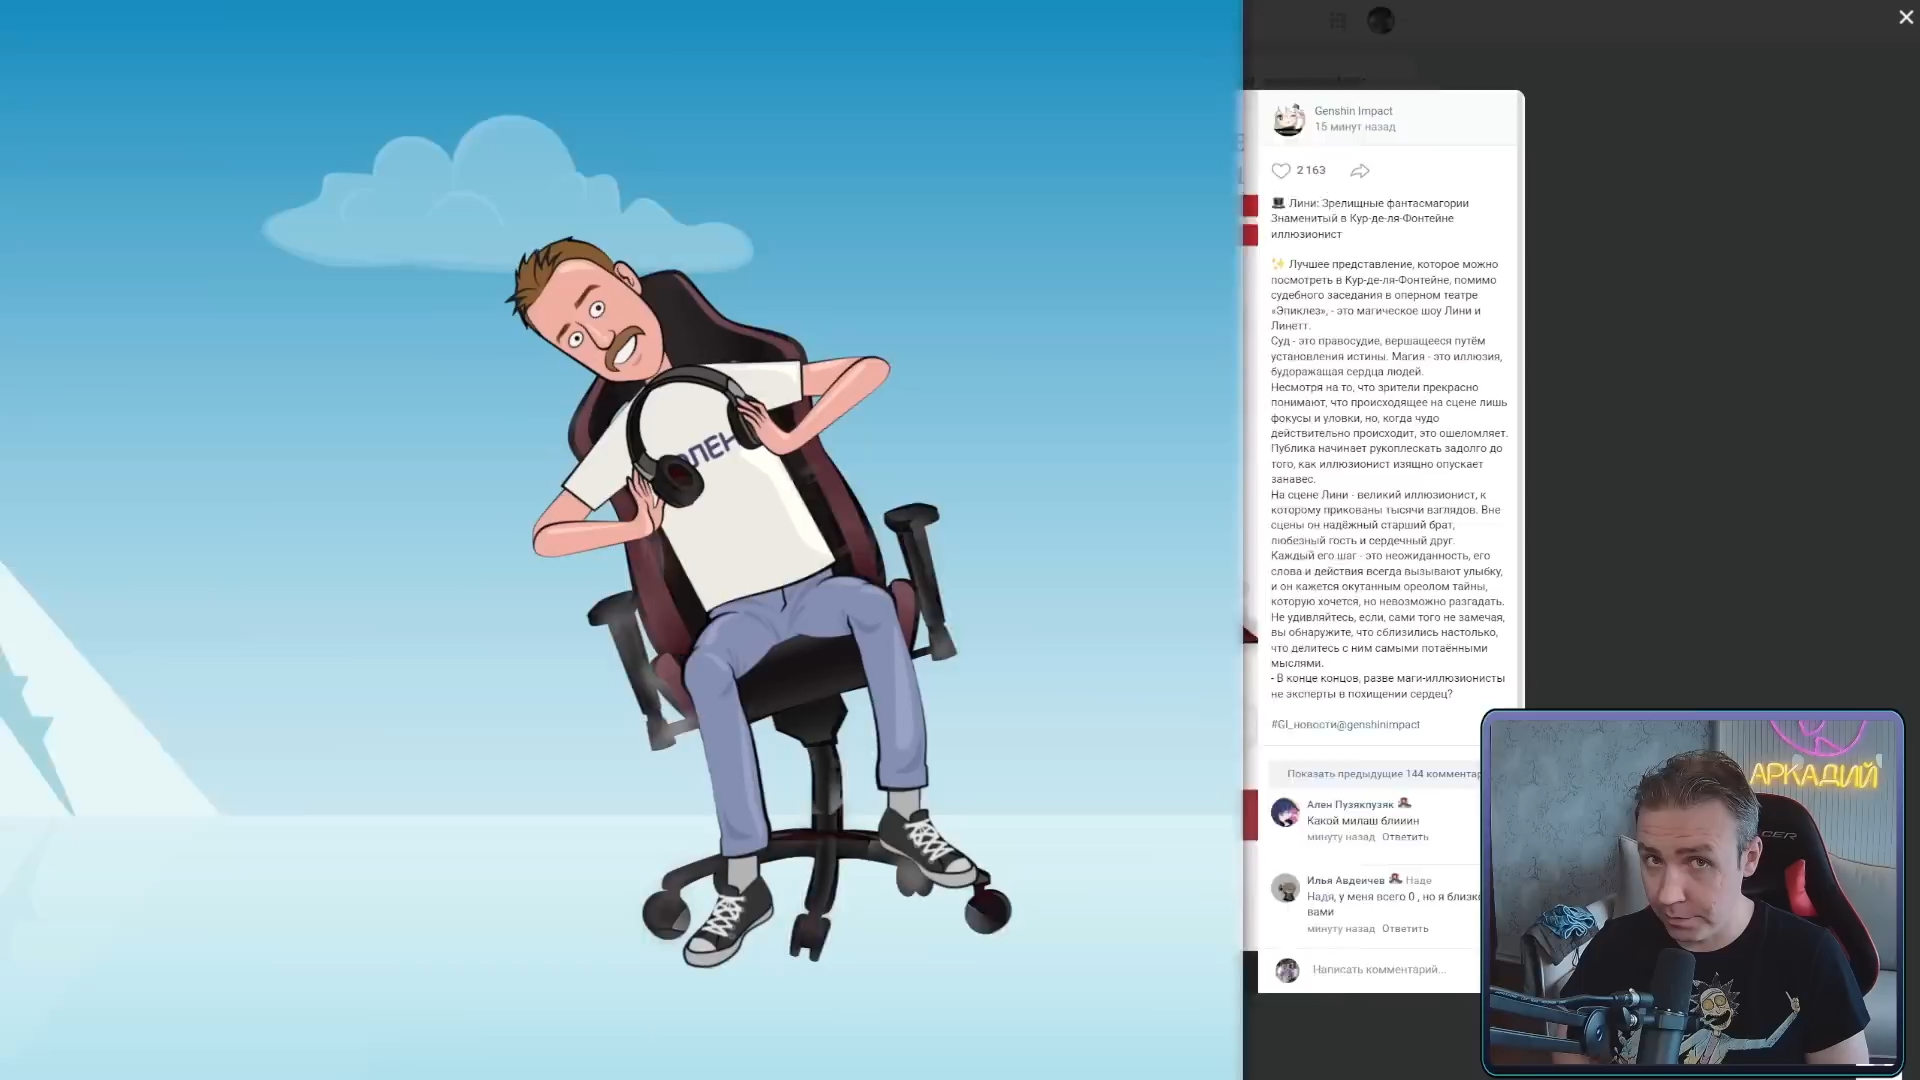 Genshin Impact
15 минут назад
2 163
🎩 Лини: Зрелищные фантасмагории
Знаменитый в Кур-де-ля-Фонтейне
иллюзионист
✨ Лучшее представление, которое можно
посмотреть в Кур-де-ля-Фонтейне, помимо
судебного заседания в оперном театре
«Эпиклез», - это магическое шоу Лини и
Линетт.
Суд - это правосудие, вершащееся путём
установления истины. Магия - это иллюзия,
будоражащая сердца людей.
Несмотря на то, что зрители прекрасно
понимают, что происходящее на сцене лишь
фокусы и уловки, но, когда чудо
действительно происходит, это ошеломляет.
Публика начинает рукоплескать задолго до
того, как иллюзионист изящно опускает
занавес.
На сцене Лини - великий иллюзионист, к
которому прикованы тысячи взглядов. Вне
сцены он надёжный старший брат,
любезный гость и сердечный друг.
Каждый его шаг - это неожиданность, его
слова и действия всегда вызывают улыбку,
и он кажется окутанным ореолом тайны,
которую хочется, но невозможно разгадать.
Не удивляйтесь, если, сами того не замечая,
вы обнаружите, что сблизились настолько,
что делитесь с ним самыми потаёнными
мыслями.
- В конце концов, разве маги-иллюзионисты
не эксперты в похищении сердец?
#GI_новости@genshinimpact
Показать предыдущие 144 комментар
Ален Пузякпузяк
Какой милаш блииин
минуту назад Ответить
Илья Авдеичев Наде
Надя, у меня всего 0 , но я близко
вами
минуту назад Ответить
Написать комментарий...
АРКАДИЙ